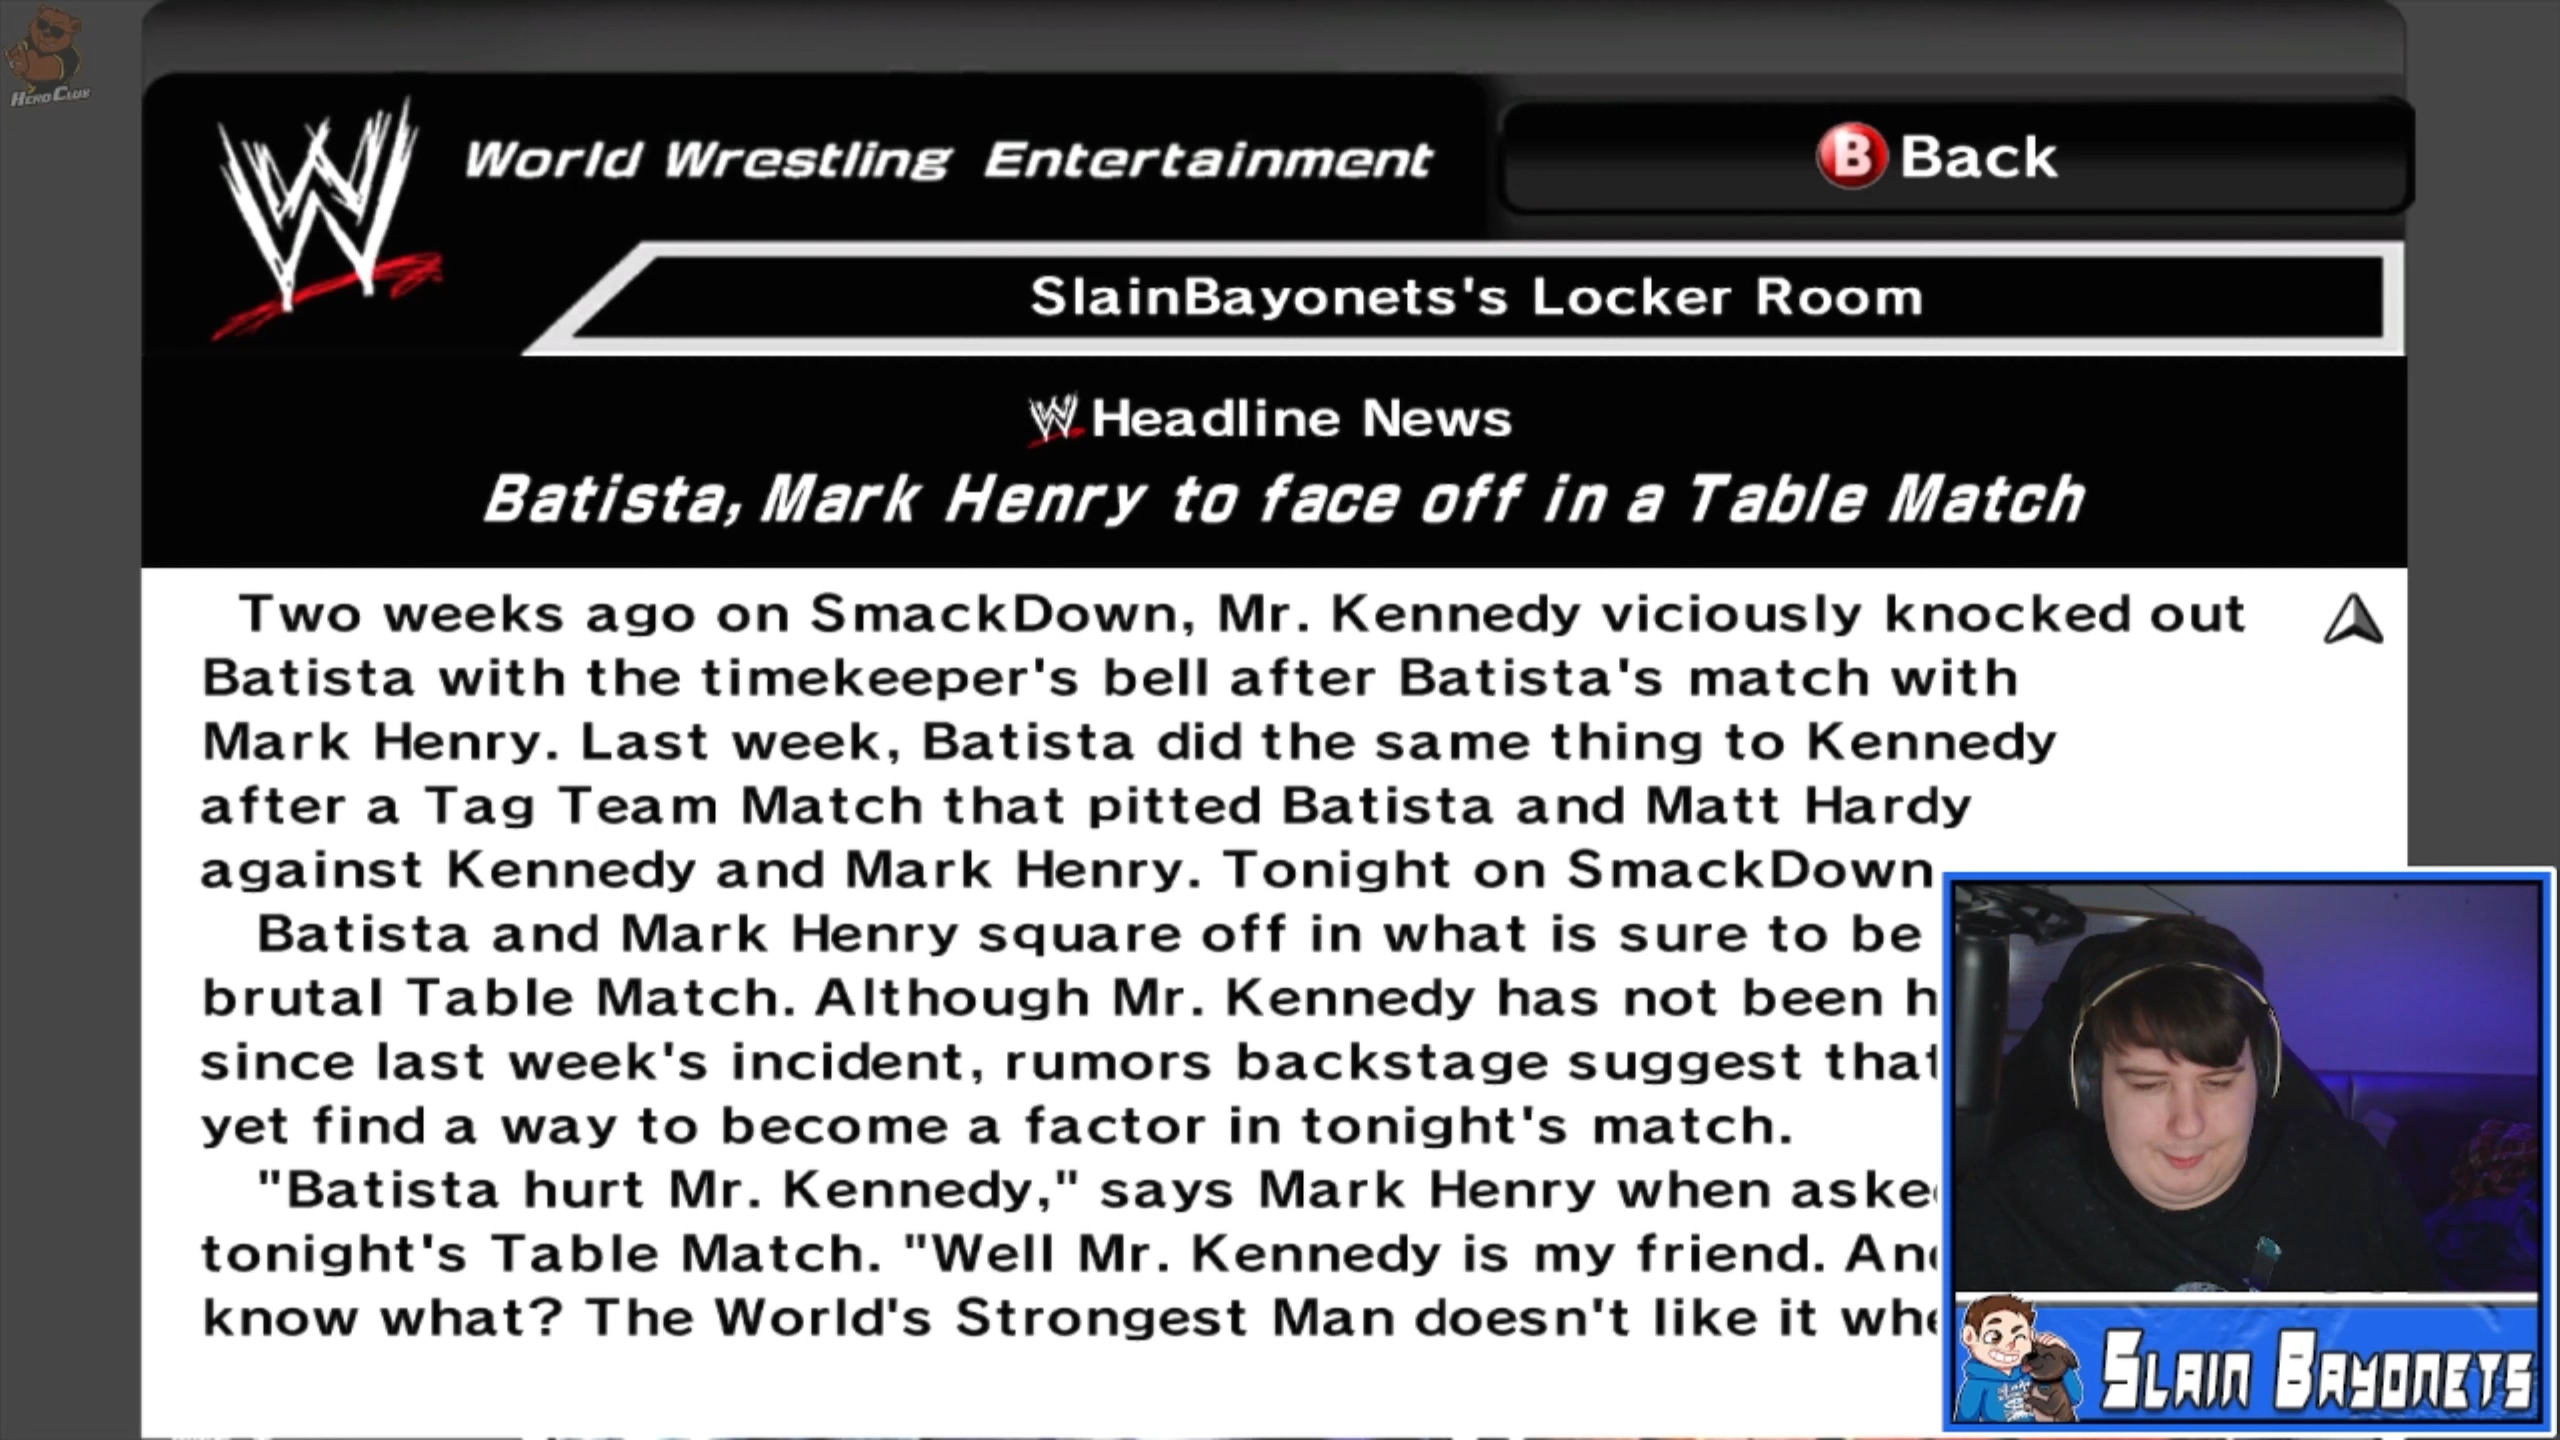 HERO CLUB
World Wrestling Entertainment
B Back
SlainBayonets's Locker Room
Headline News
Batista, Mark Henry to face off in a Table Match
Two weeks ago on SmackDown, Mr. Kennedy viciously knocked out
Batista with the timekeeper's bell after Batista's match with
Mark Henry. Last week, Batista did the same thing to Kennedy
after a Tag Team Match that pitted Batista and Matt Hardy
against Kennedy and Mark Henry. Tonight on SmackDown
Batista and Mark Henry square off in what is sure to be
brutal Table Match. Although Mr. Kennedy has not been
since last week's incident, rumors backstage suggest that
yet find a way to become a factor in tonight's match.
"Batista hurt Mr. Kennedy," says Mark Henry when
tonight's Table Match. "Well Mr. Kennedy is my friend.
know what? The World's Strongest Man doesn't like it
SLAIN BAYONETS